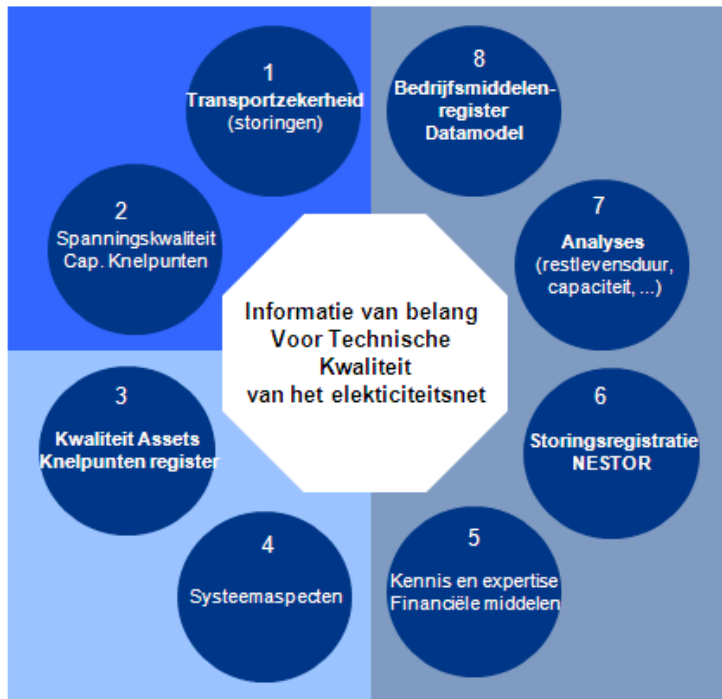 1
Transportzekerheid
(storingen)
2
Spanningskwaliteit
Cap. Knelpunten
3
Kwaliteit Assets
Knelpunten register
4
Systeemaspecten
5
Kennis en expertise
Financiële middelen
6
Storingsregistratie
NESTOR
7
Analyses
(restlevensduur,
capaciteit, ...)
8
Bedrijfsmiddelen-
register
Datamodel
Informatie van belang
Voor Technische
Kwaliteit
van het elekticiteitsnet